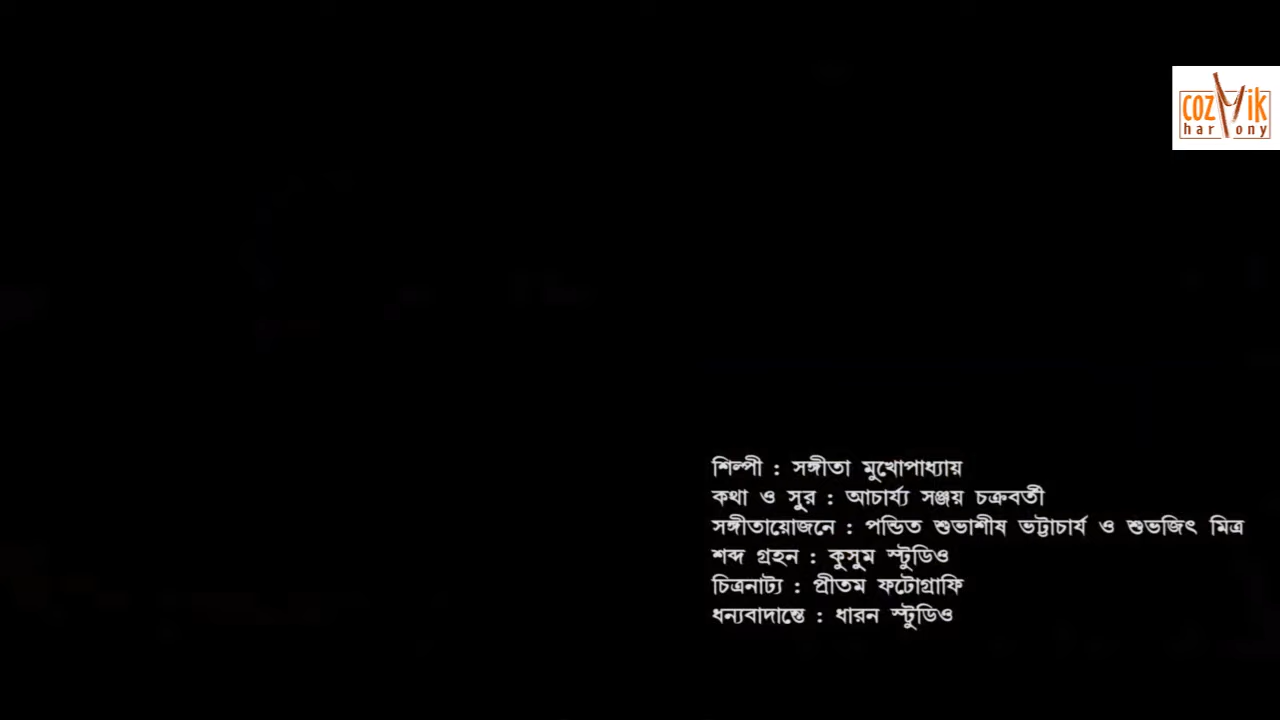 cozMik
harmony
শিল্পী : সঙ্গীতা মুখোপাধ্যায়
কথা ও সুর : আচার্য্য সঞ্জয় চক্রবর্তী
সঙ্গীতায়োজনে : পন্ডিত শুভাশীষ ভট্টাচার্য ও শুভজিৎ মিত্র
শব্দ গ্রহন : কুসুম স্টুডিও
চিত্রনাট্য : প্রীতম ফটোগ্রাফি
ধন্যবাদান্তে : ধারন স্টুডিও